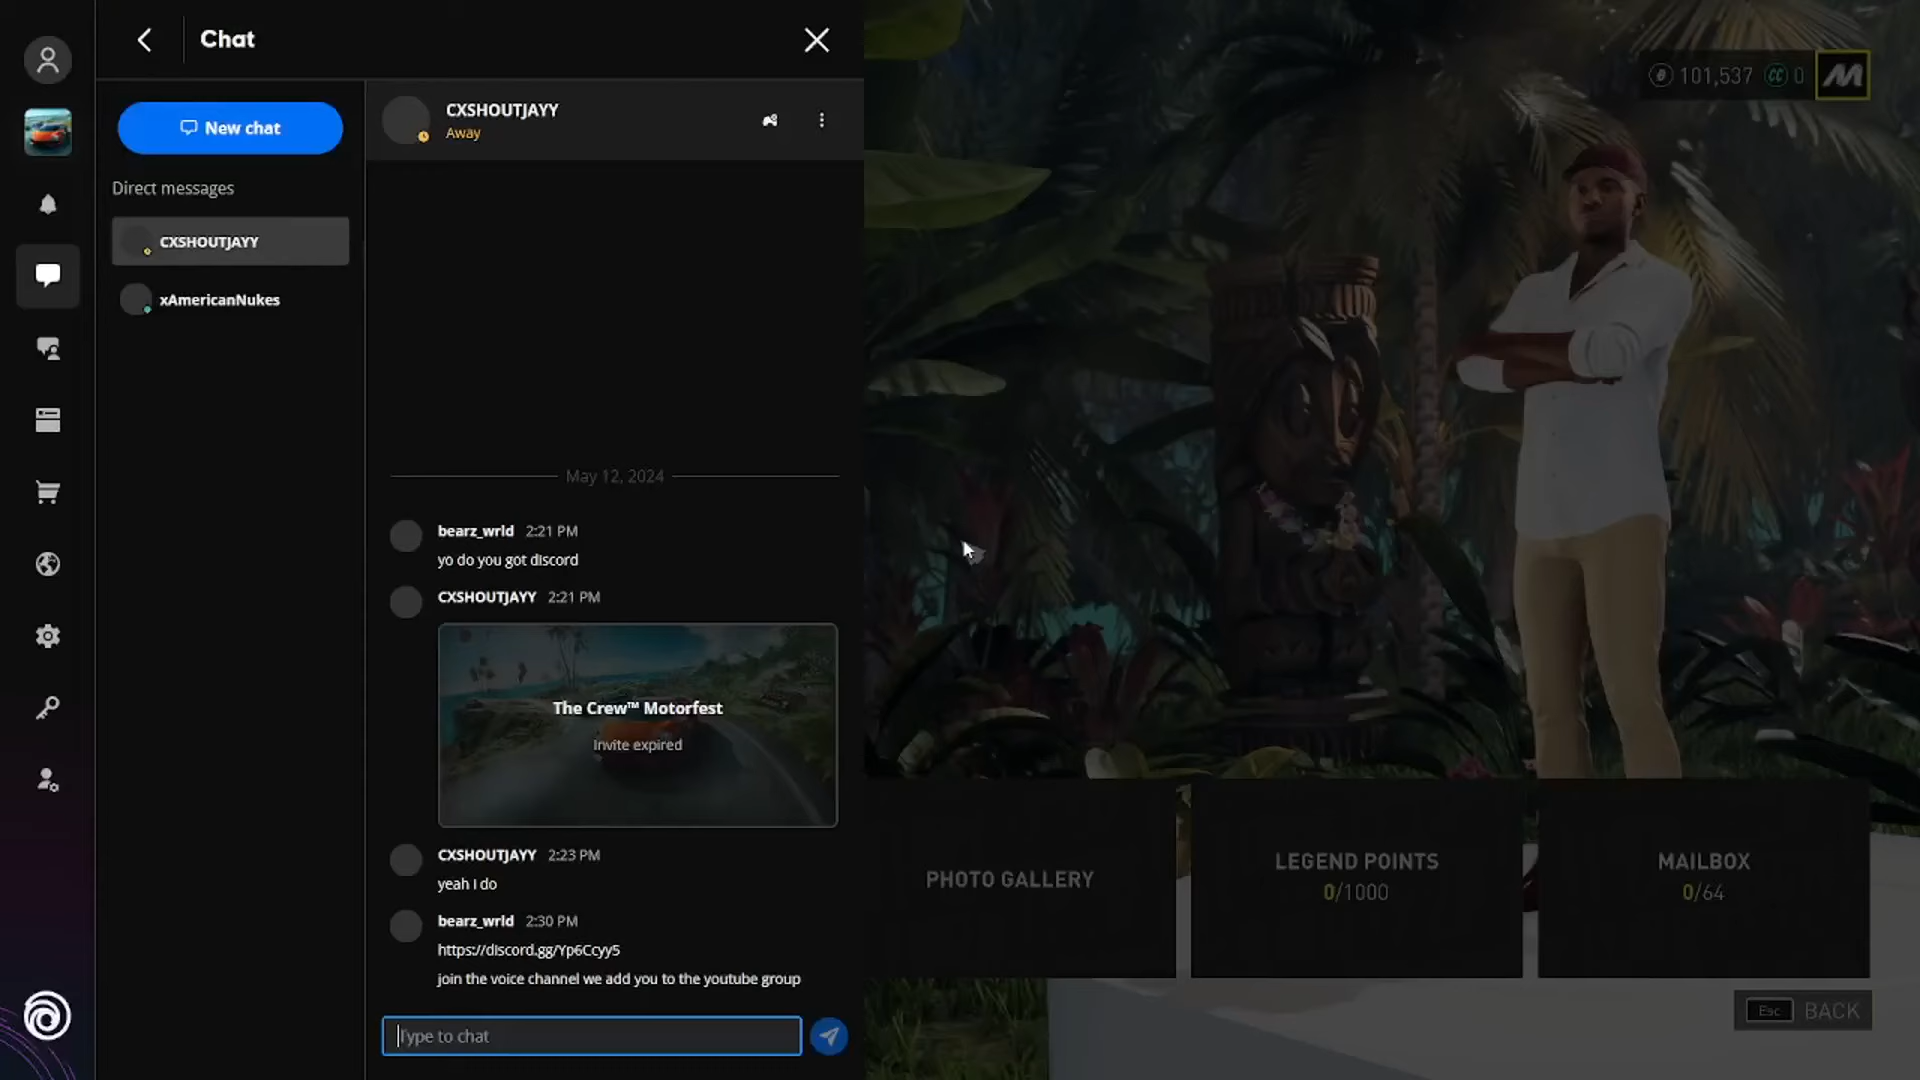 Chat
New chat
Direct messages
CXSHOUTJAYY
xAmericanNukes
CXSHOUTJAYY
Away
May 12, 2024
bearz_wrld 2:21 PM
yo do you got discord
CXSHOUTJAYY 2:21 PM
The Crew™ Motorfest
Invite expired
CXSHOUTJAYY 2:23 PM
yeah I do
bearz_wrld 2:30 PM
https://discord.gg/Yp6Ccyy5
join the voice channel we add you to the youtube group
Type to chat
101,537 CC 0
PHOTO GALLERY
LEGEND POINTS
0/1000
MAILBOX
0/64
Esc BACK